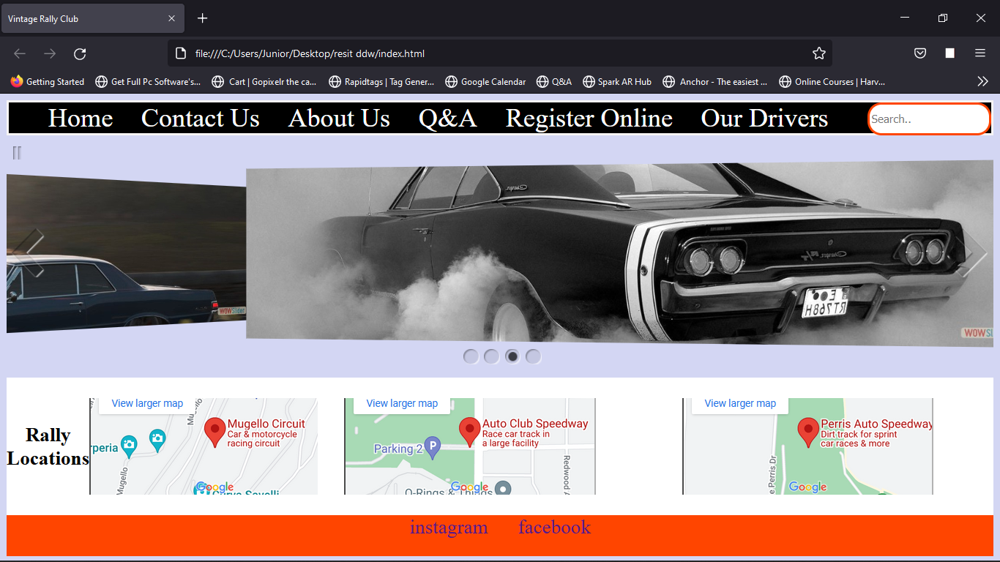 Vintage Rally Club
file:///C:/Users/Junior/Desktop/resit ddw/index.html
Getting Started Get Full Pc Software's... Cart | Gopixelr the ca... Rapidtags | Tag Gener... Google Calendar Q&A Spark AR Hub Anchor - The easiest ... Online Courses | Harv...
Home Contact Us About Us Q&A Register Online Our Drivers Search..
Charger
Charger R/T
RT768H
WOWSlider
WOWSl
Rally
Locations
View larger map
Mugello
Mugello Circuit
Car & motorcycle
racing circuit
rperia
Mugello
Google
Curva Savelli
View larger map
Auto Club Speedway
Race car track in
a large facility
Parking 2
P
Redwood A
Google
O-Rings & Things
View larger map
Perris Auto Speedway
Dirt track for sprint
car races & more
e Perris Dr
Google
instagram facebook